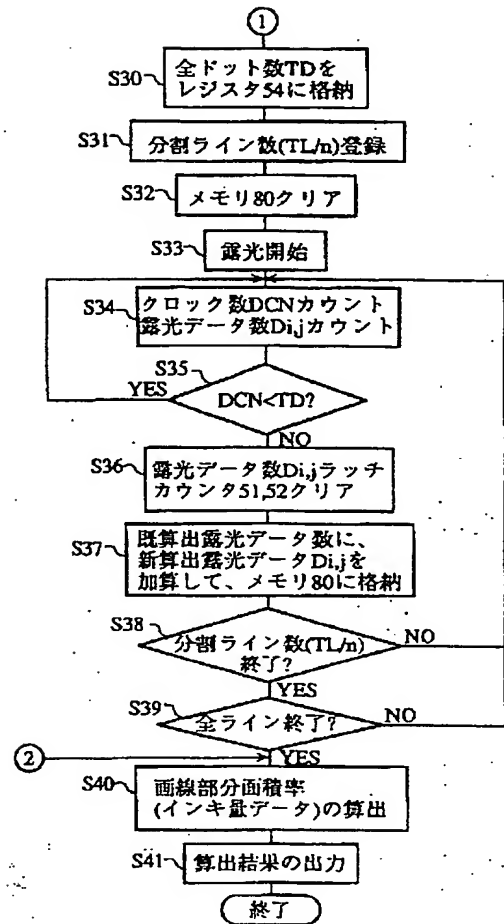 ①
S30
全ドット数TDを
レジスタ54に格納
S31
分割ライン数(TL/n)登録
S32
メモリ80クリア
S33
露光開始
S34
クロック数DCNカウント
露光データ数Di,jカウント
S35
YES
DCN<TD?
NO
S36
露光データ数Di,jラッチ
カウンタ51,52クリア
S37
既算出露光データ数に、
新算出露光データDi,jを
加算して、メモリ80に格納
S38
分割ライン数(TL/n)
終了?
NO
YES
S39
全ライン終了?
NO
②
YES
S40
画線部分面積率
(インキ量データ)の算出
S41
算出結果の出力
終了